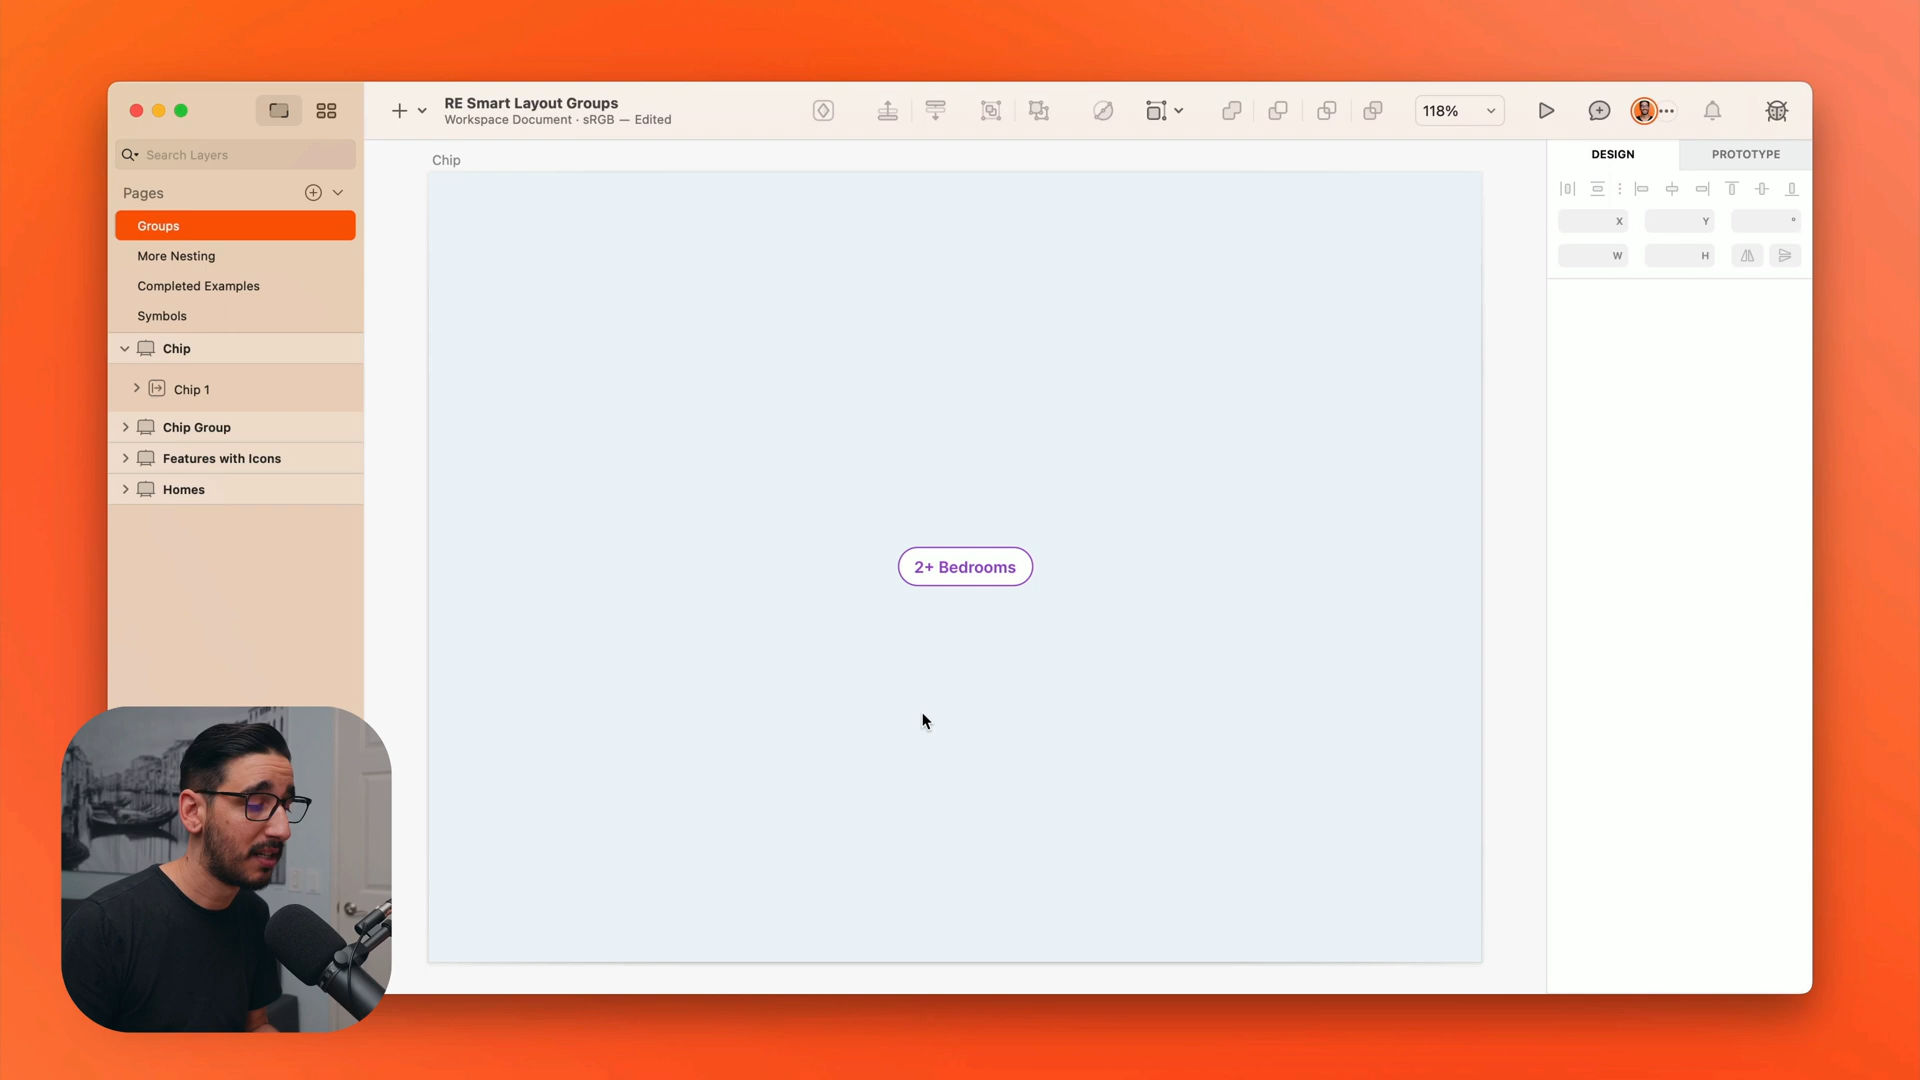 RE Smart Layout Groups
Workspace Document · sRGB — Edited
118%
Search Layers
Pages
Groups
More Nesting
Completed Examples
Symbols
Chip
Chip 1
Chip Group
Features with Icons
Homes
Chip
2+ Bedrooms
DESIGN
PROTOTYPE
X
Y
°
W
H